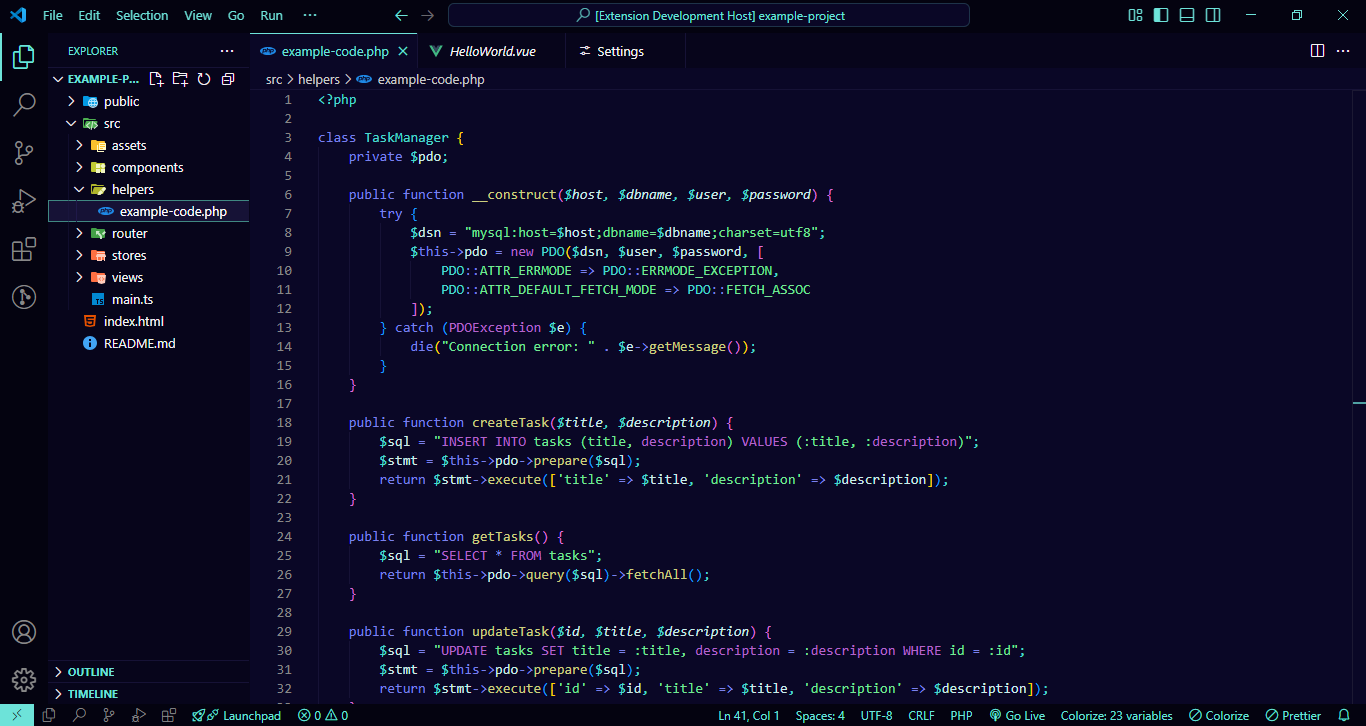 File Edit Selection View Go Run ···
[Extension Development Host] example-project
EXPLORER ···
EXAMPLE-P...
public
src
assets
components
helpers
example-code.php
router
stores
views
main.ts
index.html
README.md
OUTLINE
TIMELINE
example-code.php HelloWorld.vue Settings
src > helpers > example-code.php
1 <?php
2
3 class TaskManager {
4     private $pdo;
5
6     public function __construct($host, $dbname, $user, $password) {
7         try {
8             $dsn = "mysql:host=$host;dbname=$dbname;charset=utf8";
9             $this->pdo = new PDO($dsn, $user, $password, [
10                 PDO::ATTR_ERRMODE => PDO::ERRMODE_EXCEPTION,
11                 PDO::ATTR_DEFAULT_FETCH_MODE => PDO::FETCH_ASSOC
12             ]);
13         } catch (PDOException $e) {
14             die("Connection error: " . $e->getMessage());
15         }
16     }
17
18     public function createTask($title, $description) {
19         $sql = "INSERT INTO tasks (title, description) VALUES (:title, :description)";
20         $stmt = $this->pdo->prepare($sql);
21         return $stmt->execute(['title' => $title, 'description' => $description]);
22     }
23
24     public function getTasks() {
25         $sql = "SELECT * FROM tasks";
26         return $this->pdo->query($sql)->fetchAll();
27     }
28
29     public function updateTask($id, $title, $description) {
30         $sql = "UPDATE tasks SET title = :title, description = :description WHERE id = :id";
31         $stmt = $this->pdo->prepare($sql);
32         return $stmt->execute(['id' => $id, 'title' => $title, 'description' => $description]);
Launchpad 0 0 Ln 41, Col 1 Spaces: 4 UTF-8 CRLF PHP Go Live Colorize: 23 variables Colorize Prettier